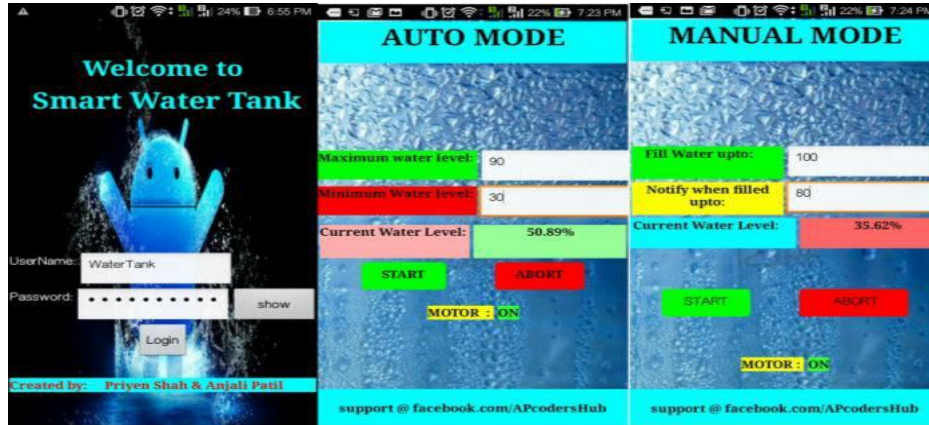 24% 6:55 PM
Welcome to
Smart Water Tank
UserName: WaterTank
Password: show
Login
Created by: Priyen Shah & Anjali Patil
22% 7:23 PM
AUTO MODE
Maximum water level: 90
Minimum Water level: 30
Current Water Level: 50.89%
START ABORT
MOTOR : ON
support @ facebook.com/APcodersHub
22% 7:24 PM
MANUAL MODE
Fill Water upto: 100
Notify when filled
upto: 80
Current Water Level: 35.62%
START ABORT
MOTOR : ON
support @ facebook.com/APcodersHub